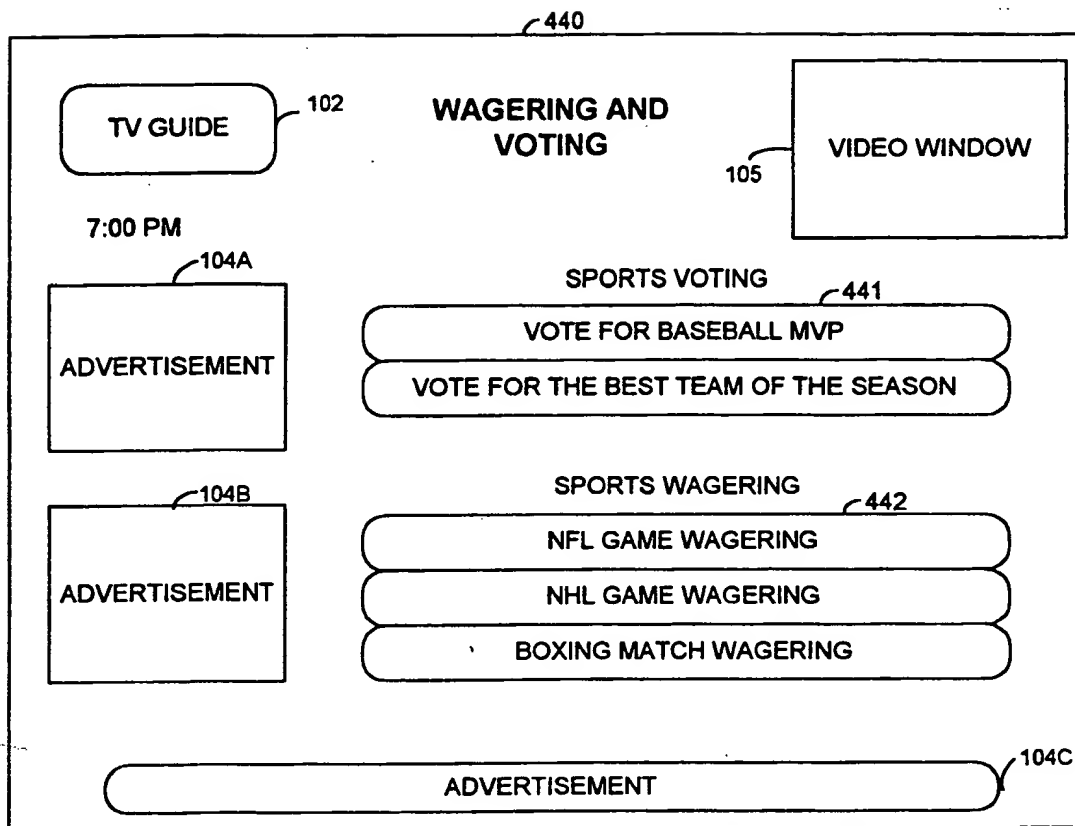 440
TV GUIDE
102
WAGERING AND
VOTING
VIDEO WINDOW
105
7:00 PM
104A
ADVERTISEMENT
SPORTS VOTING
441
VOTE FOR BASEBALL MVP
VOTE FOR THE BEST TEAM OF THE SEASON
104B
ADVERTISEMENT
SPORTS WAGERING
442
NFL GAME WAGERING
NHL GAME WAGERING
BOXING MATCH WAGERING
ADVERTISEMENT
104C